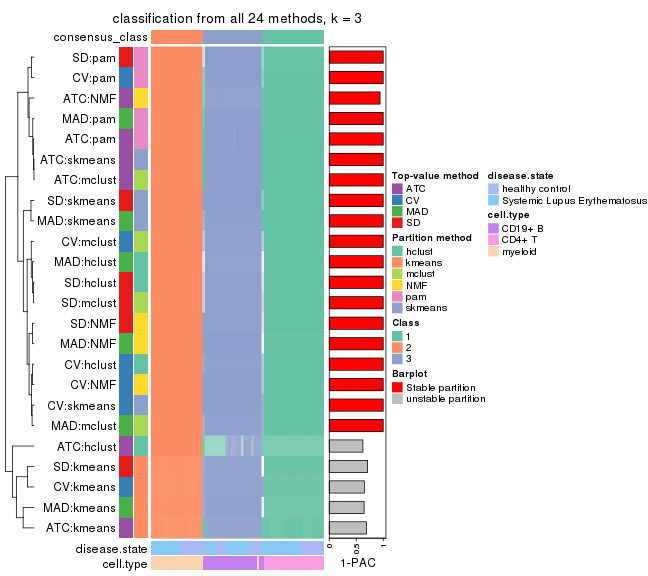 classification from all 24 methods, k = 3
consensus_class
SD:pam
CV:pam
ATC:NMF
MAD:pam
ATC:pam
ATC:skmeans
ATC:mclust
SD:skmeans
MAD:skmeans
CV:mclust
MAD:hclust
SD:hclust
SD:mclust
SD:NMF
MAD:NMF
CV:hclust
CV:NMF
CV:skmeans
MAD:mclust
ATC:hclust
SD:kmeans
CV:kmeans
MAD:kmeans
ATC:kmeans
disease.state
cell.type
0
0.5
1
1-PAC
Top-value method
ATC
CV
MAD
SD
Partition method
hclust
kmeans
mclust
NMF
pam
skmeans
Class
1
2
3
Barplot
Stable partition
unstable partition
disease.state
healthy control
Systemic Lupus Erythematosus
cell.type
CD19+ B
CD4+ T
myeloid